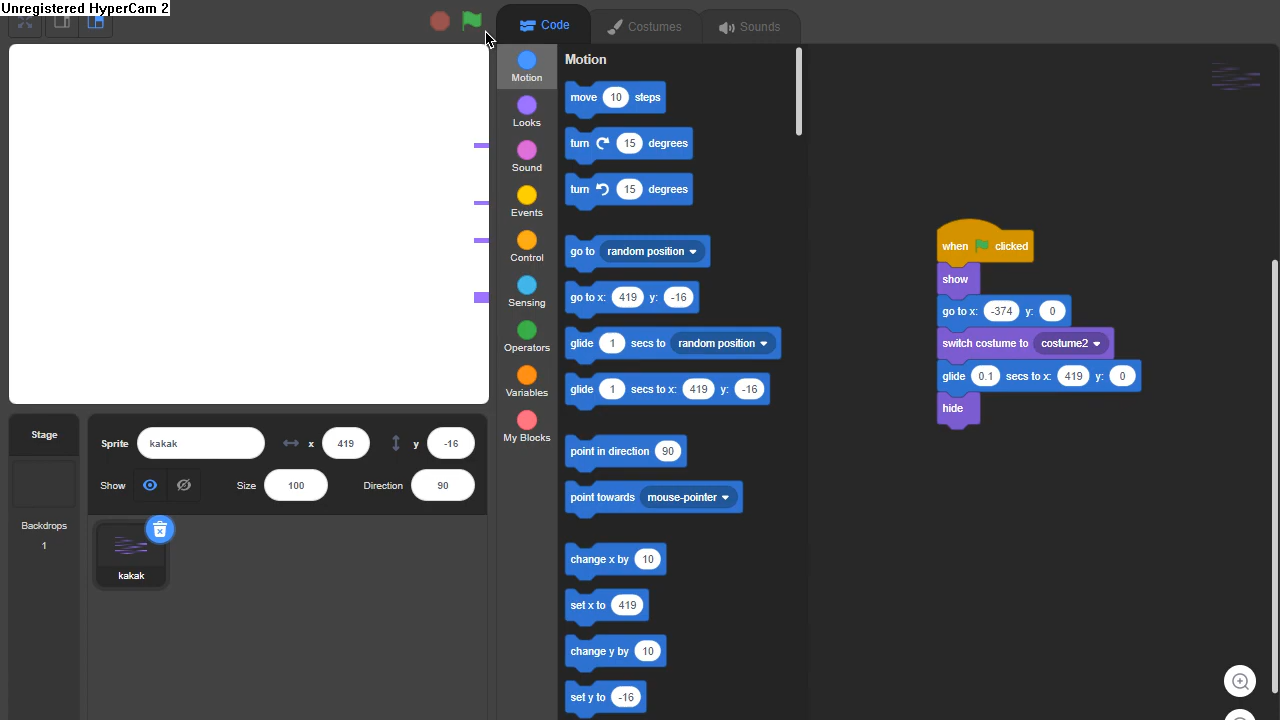 Unregistered HyperCam 2
Code
Costumes
Sounds
Motion
Looks
Sound
Events
Control
Sensing
Operators
Variables
My Blocks
Motion
move 10 steps
turn 15 degrees
turn 15 degrees
go to random position
go to x: 419 y: -16
glide 1 secs to random position
glide 1 secs to x: 419 y: -16
point in direction 90
point towards mouse-pointer
change x by 10
set x to 419
change y by 10
set y to -16
when clicked
show
go to x: -374 y: 0
switch costume to costume2
glide 0.1 secs to x: 419 y: 0
hide
Stage
Backdrops
1
Sprite kakak x 419 y -16
Show Size 100 Direction 90
kakak